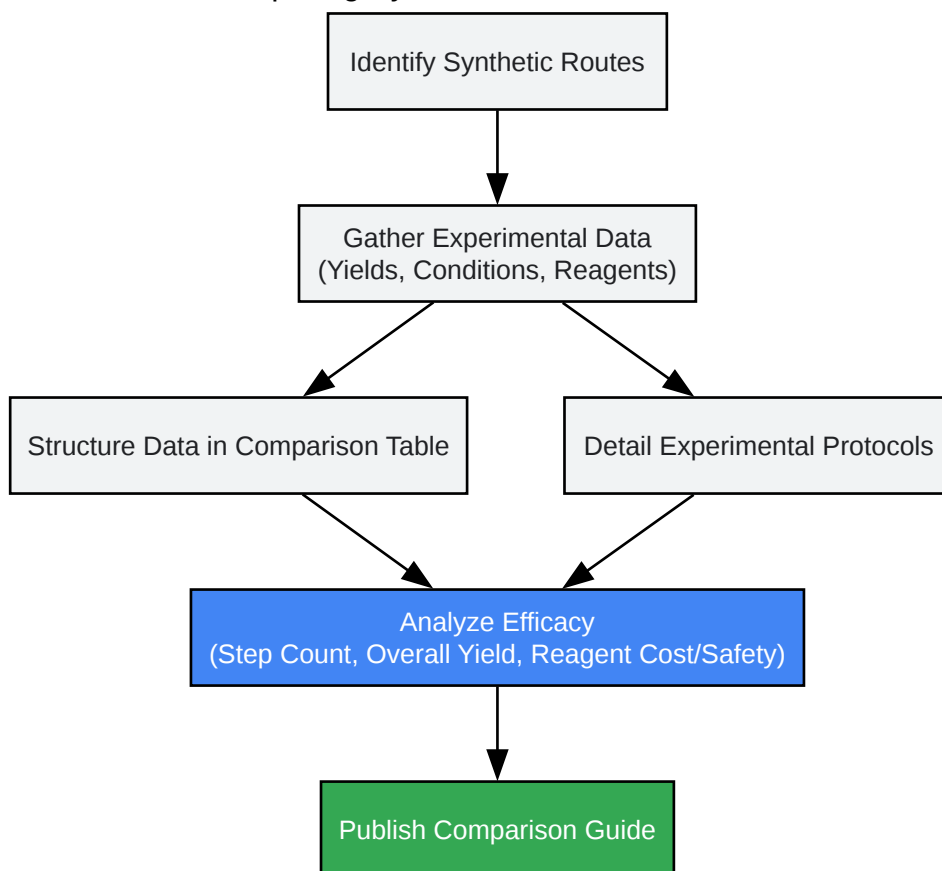 Identify Synthetic Routes
Gather Experimental Data
(Yields, Conditions, Reagents)
Structure Data in Comparison Table
Detail Experimental Protocols
Analyze Efficacy
(Step Count, Overall Yield, Reagent Cost/Safety)
Publish Comparison Guide